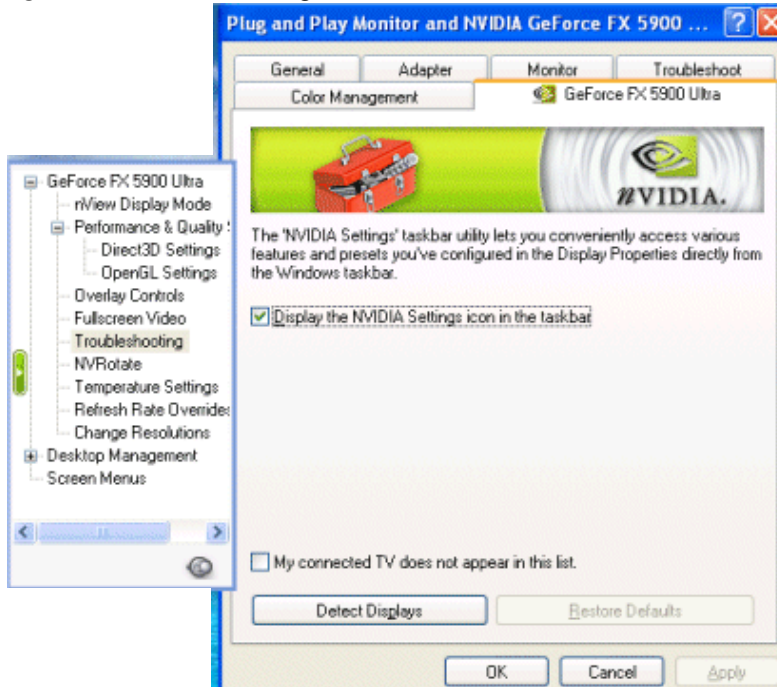 Plug and Play Monitor and NVIDIA GeForce FX 5900 ...
General
Adapter
Monitor
Troubleshoot
Color Management
GeForce FX 5900 Ultra
NVIDIA.
GeForce FX 5900 Ultra
nView Display Mode
Performance & Quality
Direct3D Settings
OpenGL Settings
Overlay Controls
Fullscreen Video
Troubleshooting
NVRotate
Temperature Settings
Refresh Rate Overrides
Change Resolutions
Desktop Management
Screen Menus
The 'NVIDIA Settings' taskbar utility lets you conveniently access various
features and presets you've configured in the Display Properties directly from
the Windows taskbar.
Display the NVIDIA Settings icon in the taskbar
My connected TV does not appear in this list.
Detect Displays
Restore Defaults
OK
Cancel
Apply